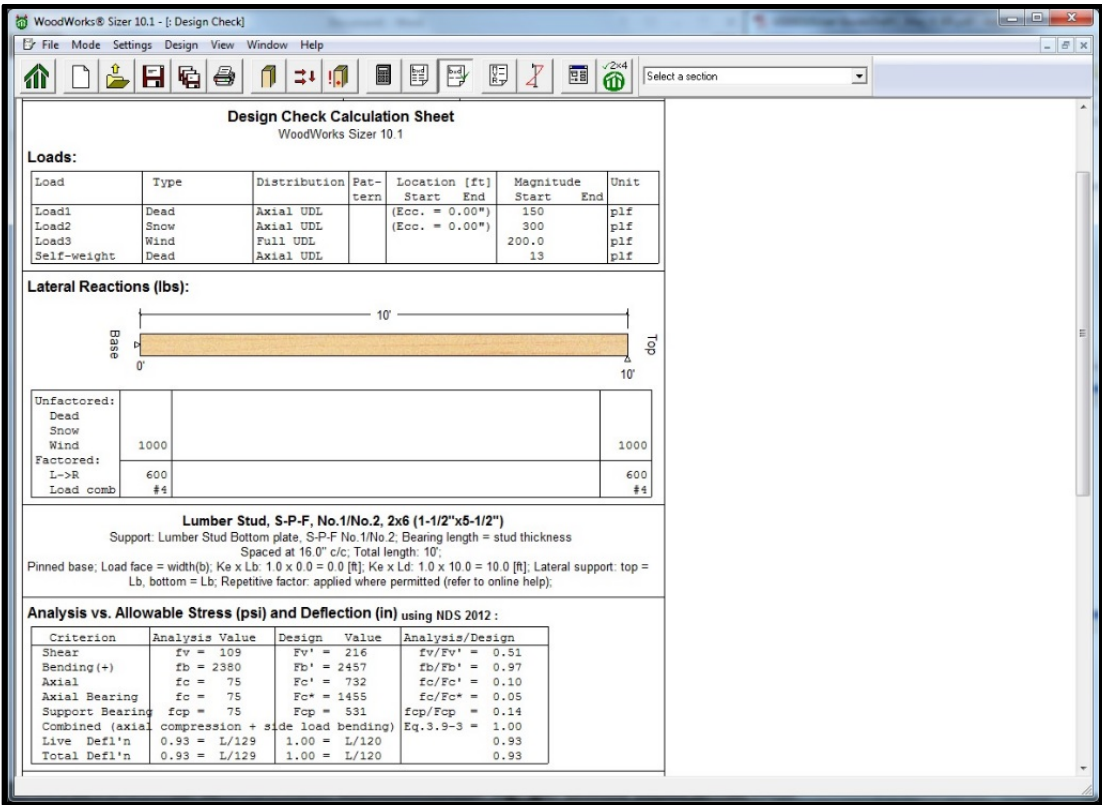 WoodWorks® Sizer 10.1 - [: Design Check]
File Mode Settings Design View Window Help
2x4
Select a section
Design Check Calculation Sheet
WoodWorks Sizer 10.1
Loads:
Load Type Distribution Pat- Location [ft] Magnitude Unit
tern Start End Start End
Load1 Dead Axial UDL (Ecc. = 0.00") 150 plf
Load2 Snow Axial UDL (Ecc. = 0.00") 300 plf
Load3 Wind Full UDL 200.0 plf
Self-weight Dead Axial UDL 13 plf
Lateral Reactions (lbs):
10'
Base
Top
0'
10'
Unfactored:
Dead
Snow
Wind 1000 1000
Factored:
L->R 600 600
Load comb #4 #4
Lumber Stud, S-P-F, No.1/No.2, 2x6 (1-1/2"x5-1/2")
Support: Lumber Stud Bottom plate, S-P-F No.1/No.2; Bearing length = stud thickness
Spaced at 16.0" c/c; Total length: 10';
Pinned base; Load face = width(b); Ke x Lb: 1.0 x 0.0 = 0.0 [ft]; Ke x Ld: 1.0 x 10.0 = 10.0 [ft]; Lateral support: top =
Lb, bottom = Lb; Repetitive factor: applied where permitted (refer to online help);
Analysis vs. Allowable Stress (psi) and Deflection (in) using NDS 2012 :
Criterion Analysis Value Design Value Analysis/Design
Shear fv = 109 Fv' = 216 fv/Fv' = 0.51
Bending(+) fb = 2380 Fb' = 2457 fb/Fb' = 0.97
Axial fc = 75 Fc' = 732 fc/Fc' = 0.10
Axial Bearing fc = 75 Fc* = 1455 fc/Fc* = 0.05
Support Bearing fcp = 75 Fcp = 531 fcp/Fcp = 0.14
Combined (axial compression + side load bending) Eq.3.9-3 = 1.00
Live Defl'n 0.93 = L/129 1.00 = L/120 0.93
Total Defl'n 0.93 = L/129 1.00 = L/120 0.93